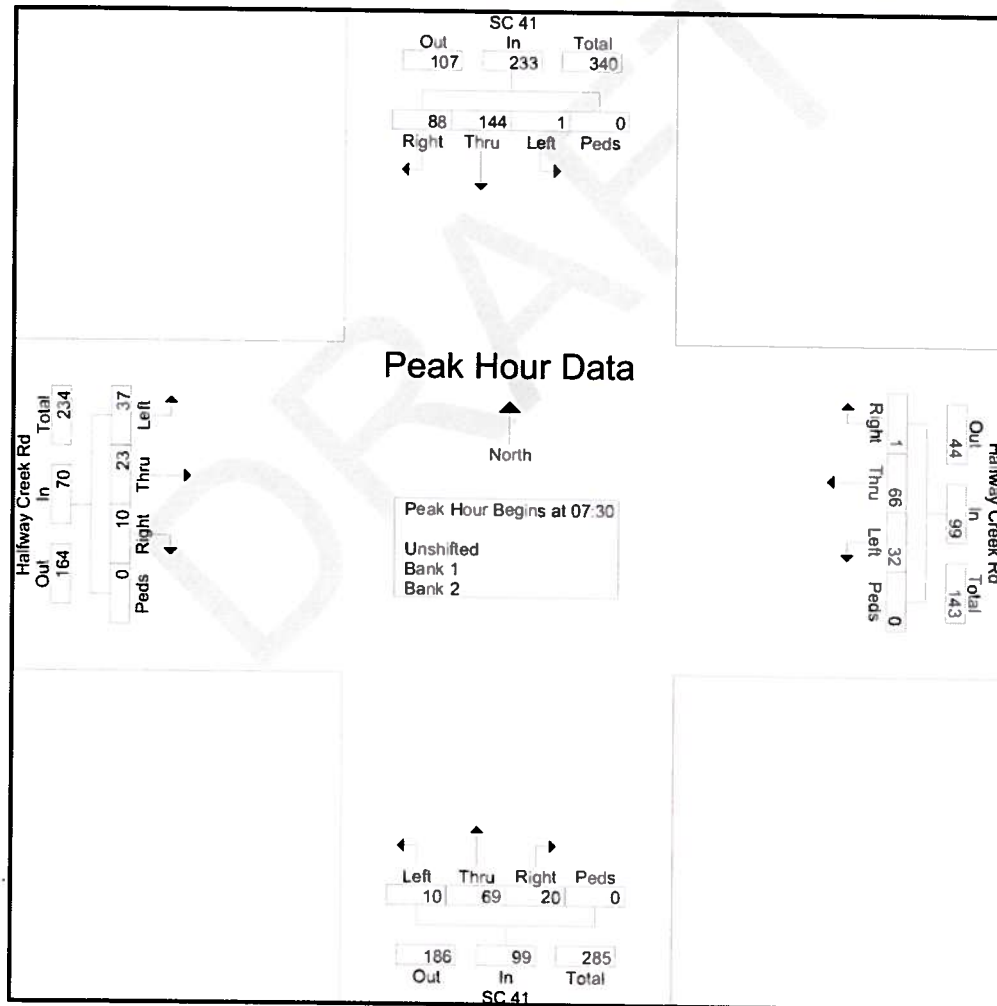 SC 41
Out In Total
107 233 340
88 144 1 0
Right Thru Left Peds
DRAFT
Peak Hour Data
North
Peak Hour Begins at 07:30
Unshifted
Bank 1
Bank 2
Halfway Creek Rd
Out In Total
164 70 234
37 23 10 0
Left Thru Right Peds
Halfway Creek Rd
Out In Total
44 99 143
1 66 32 0
Right Thru Left Peds
Left Thru Right Peds
10 69 20 0
186 99 285
Out In Total
SC 41